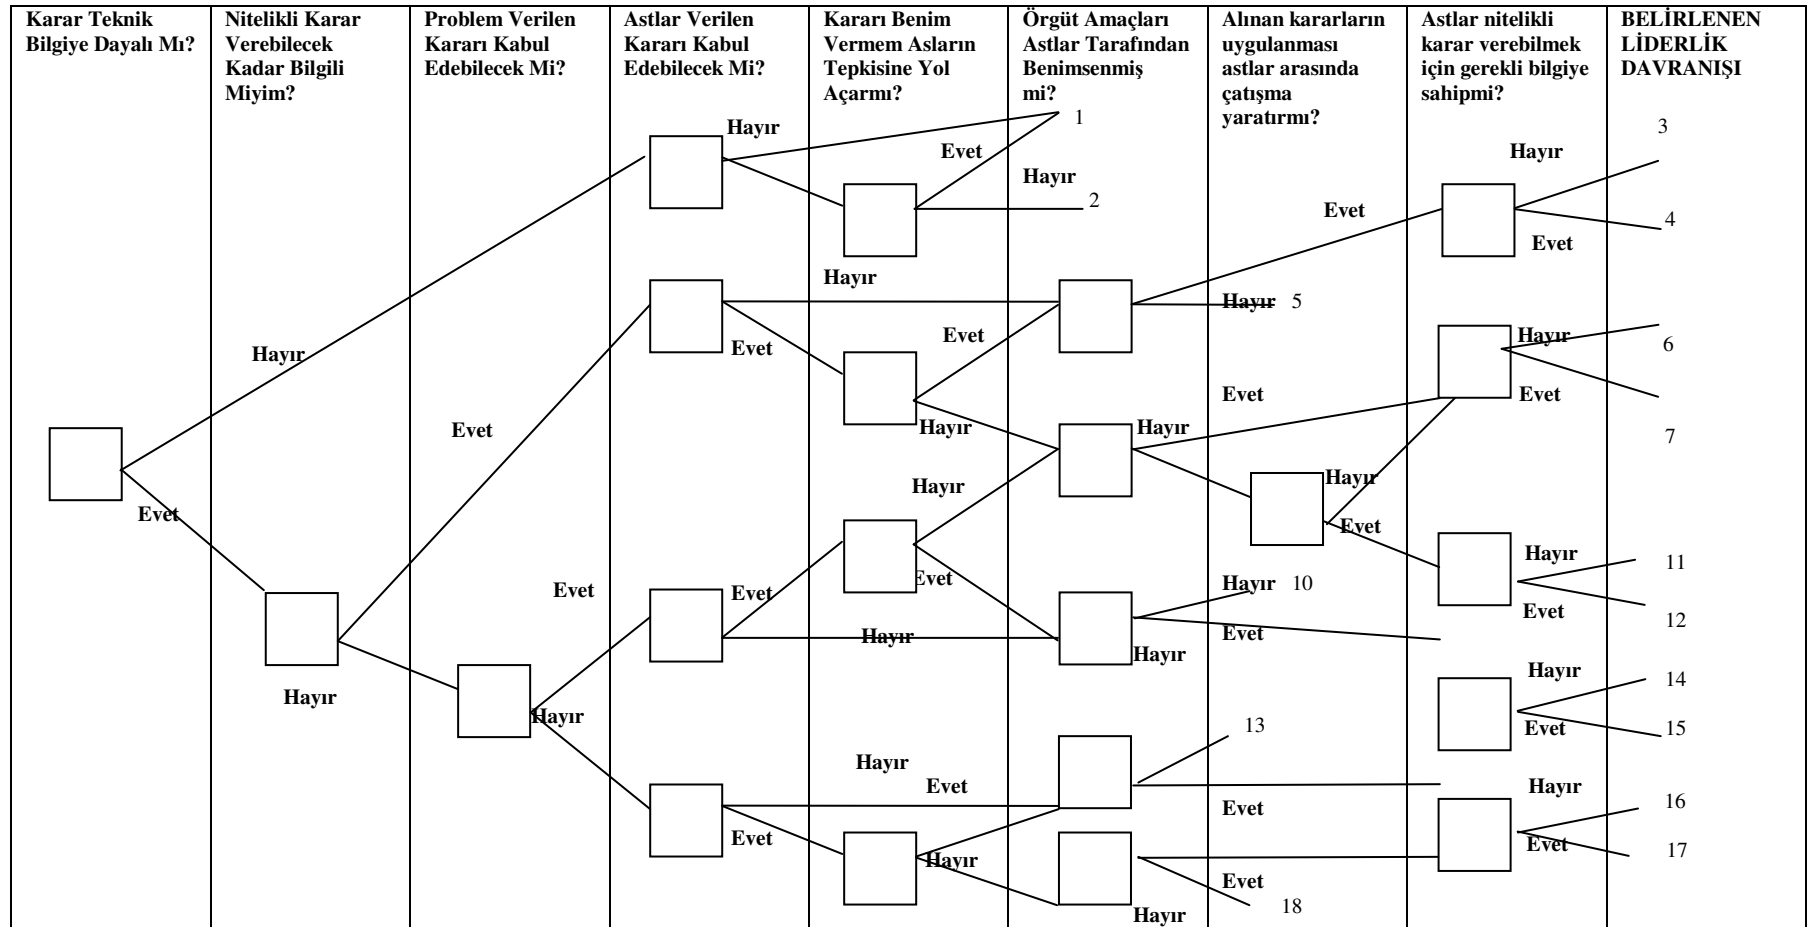 Karar Teknik
Bilgiye Dayalı Mı?
Nitelikli Karar
Verebilecek
Kadar Bilgili
Miyim?
Problem Verilen
Kararı Kabul
Edebilecek Mi?
Astlar Verilen
Kararı Kabul
Edebilecek Mi?
Kararı Benim
Vermem Asların
Tepkisine Yol
Açarmı?
Örgüt Amaçları
Astlar Tarafından
Benimsenmiş
mi?
Alınan kararların
uygulanması
astlar arasında
çatışma
yaratırmı?
Astlar nitelikli
karar verebilmek
için gerekli bilgiye
sahipmi?
BELİRLENEN
LİDERLİK
DAVRANIŞI
1
Hayır
3
Evet
Hayır
Hayır
2
Evet
4
Evet
Hayır
Hayır 5
Evet
Hayır
6
Evet
Hayır
Evet
Evet
Hayır
Evet
Hayır
7
Hayır
Hayır
Evet
Evet
Hayır
11
Evet
Hayır 10
Evet
Evet
Evet
12
Hayır
Evet
Hayır
Hayır
14
Hayır
Hayır
13
Evet
15
Hayır
Evet
Hayır
16
Evet
Evet
Evet
17
Hayır
Evet
18
Hayır